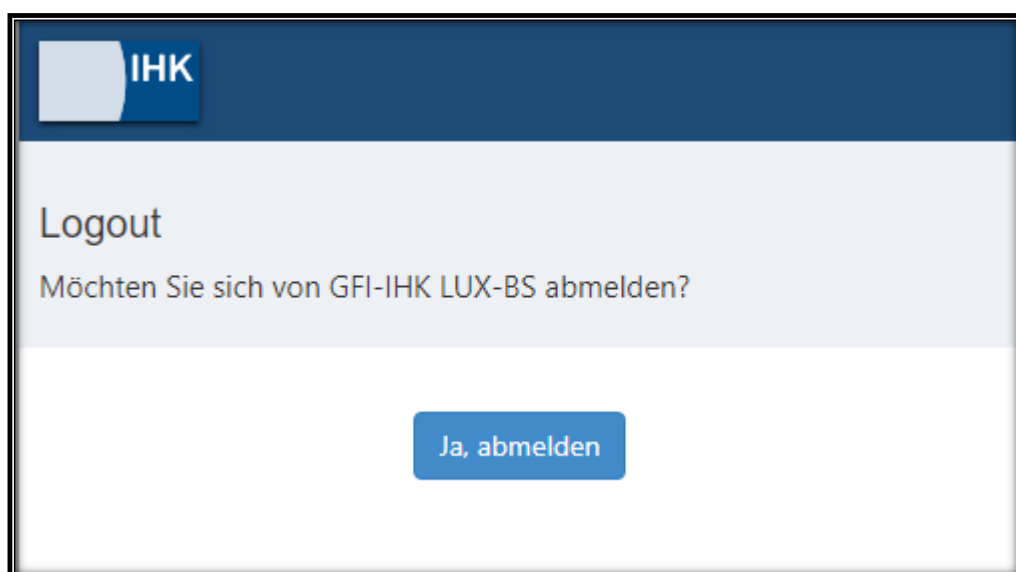 IHK
Logout
Möchten Sie sich von GFI-IHK LUX-BS abmelden?
Ja, abmelden